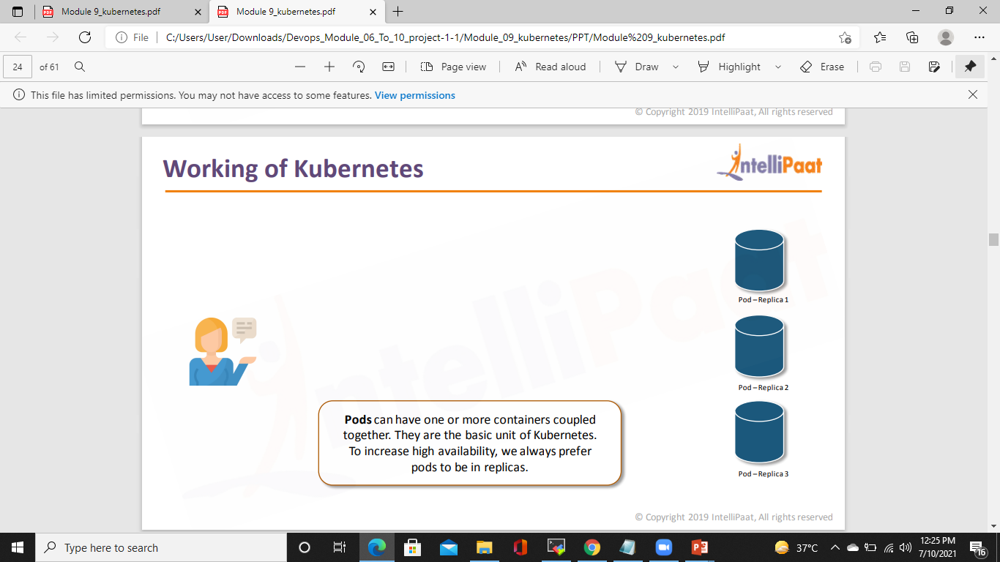 Module 9_kubernetes.pdf
Module 9_kubernetes.pdf
File
C:/Users/User/Downloads/Devops_Module_06_To_10_project-1-1/Module_09_kubernetes/PPT/Module%209_kubernetes.pdf
24 of 61
Page view
Read aloud
Draw
Highlight
Erase
This file has limited permissions. You may not have access to some features. View permissions
© Copyright 2019 IntelliPaat, All rights reserved
Working of Kubernetes
IntelliPaat
Pod – Replica 1
Pod – Replica 2
Pods can have one or more containers coupled
together. They are the basic unit of Kubernetes.
To increase high availability, we always prefer
pods to be in replicas.
Pod – Replica 3
IntelliPaat
© Copyright 2019 IntelliPaat, All rights reserved
Type here to search
37°C
12:25 PM
7/10/2021
16